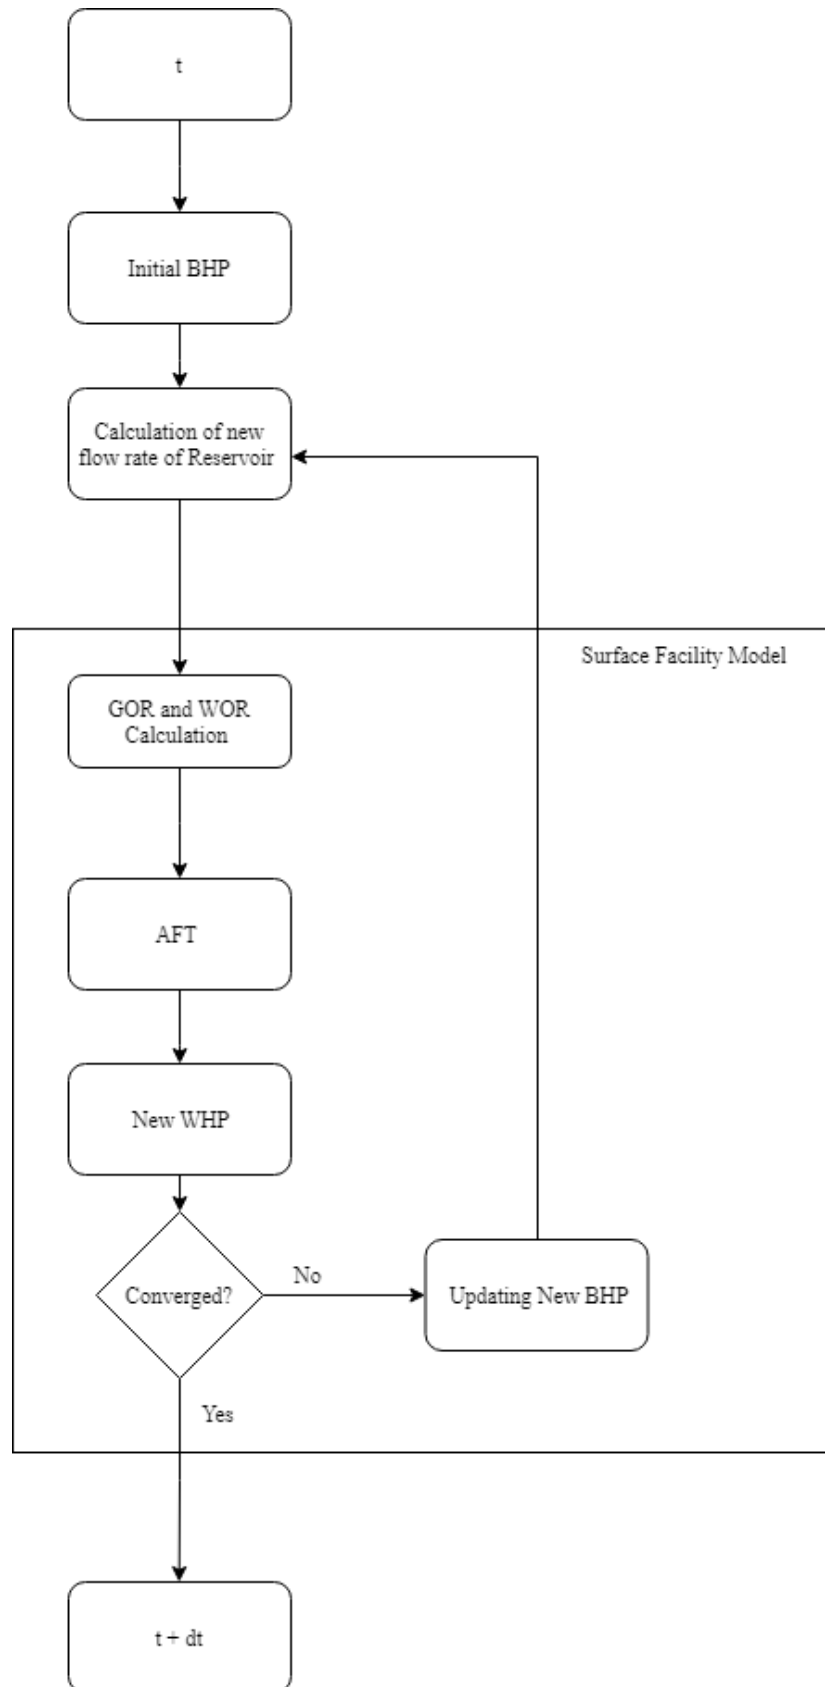 t
Initial BHP
Calculation of new
flow rate of Reservoir
Surface Facility Model
GOR and WOR
Calculation
AFT
New WHP
Converged?
No
Updating New BHP
Yes
t + dt